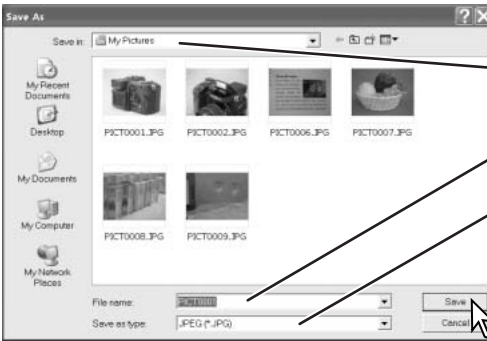 Save As
Save in: My Pictures
My Recent
Documents
Desktop
My Documents
My Computer
My Network
Places
PICT0001.JPG
PICT0002.JPG
PICT0006.JPG
PICT0007.JPG
PICT0008.JPG
PICT0009.JPG
File name: PICT0001
Save
Save as type: JPEG (*.JPG)
Cancel